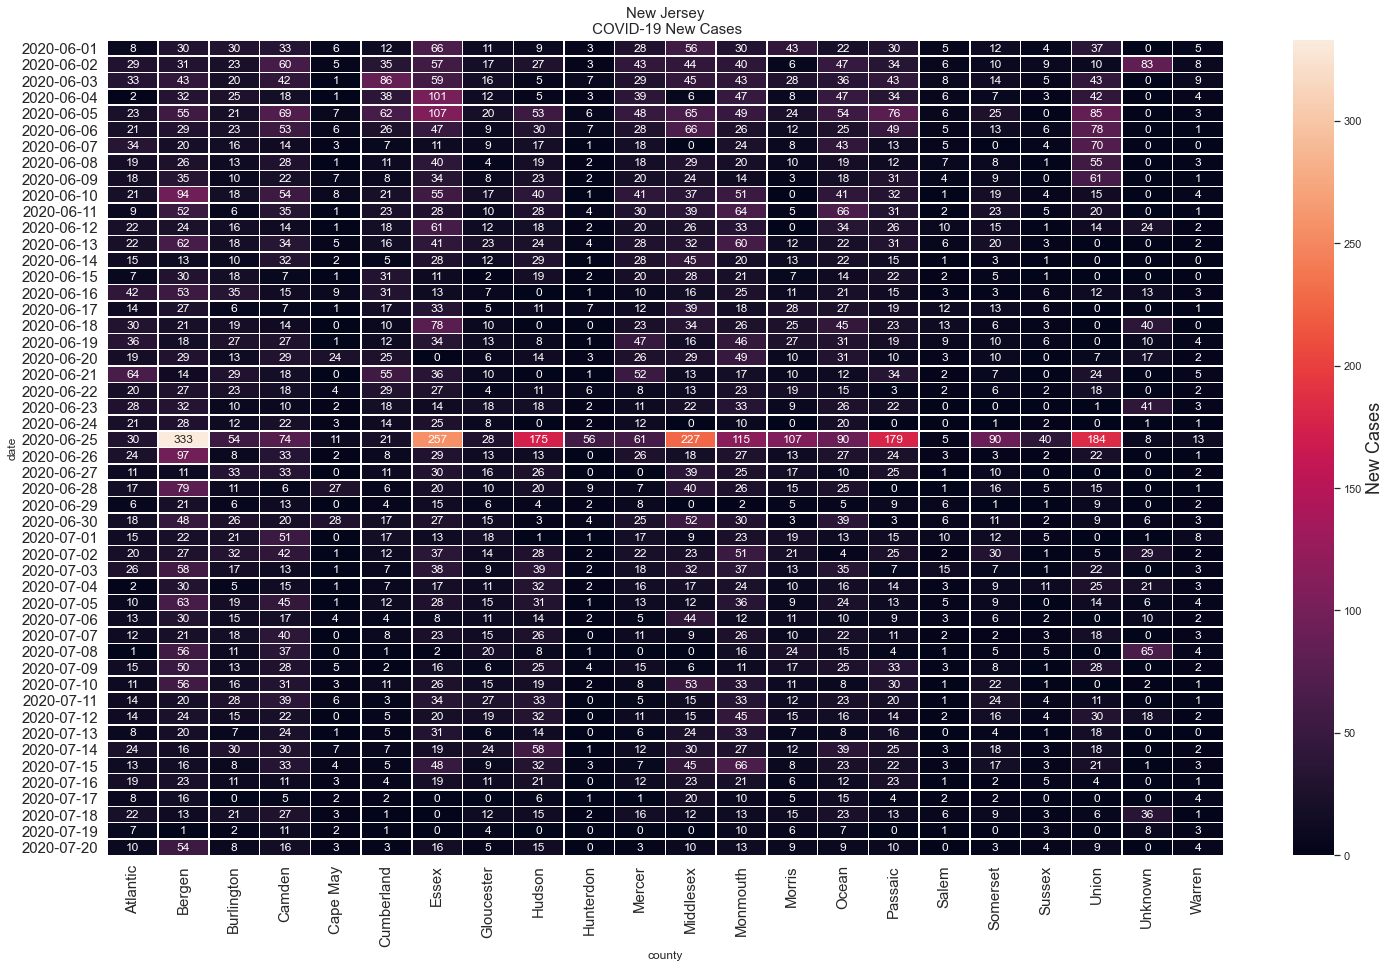 New Jersey
COVID-19 New Cases
2020-06-01 8 30 30 33 6 12 66 11 9 3 28 56 30 43 22 30 5 12 4 37 0 5
2020-06-02 29 31 23 60 5 35 57 17 27 3 43 44 40 6 47 34 6 10 9 10 83 8
2020-06-03 33 43 20 42 1 86 59 16 5 7 29 45 43 28 36 43 8 14 5 43 0 9
2020-06-04 2 32 25 18 1 38 101 12 5 3 39 6 47 8 47 34 6 7 3 42 0 4
2020-06-05 23 55 21 69 7 62 107 20 53 6 48 65 49 24 54 76 6 25 0 85 0 3
2020-06-06 21 29 23 53 6 26 47 9 30 7 28 66 26 12 25 49 5 13 6 78 0 1
2020-06-07 34 20 16 14 3 7 11 9 17 1 18 0 24 8 43 13 5 0 4 70 0 0
2020-06-08 19 26 13 28 1 11 40 4 19 2 18 29 20 10 19 12 7 8 1 55 0 3
2020-06-09 18 35 10 22 7 8 34 8 23 2 20 24 14 3 18 31 4 9 0 61 0 1
2020-06-10 21 94 18 54 8 21 55 17 40 1 41 37 51 0 41 32 1 19 4 15 0 4
2020-06-11 9 52 6 35 1 23 28 10 28 4 30 39 64 5 66 31 2 23 5 20 0 1
2020-06-12 22 24 16 14 1 18 61 12 18 2 20 26 33 0 34 26 10 15 1 14 24 2
2020-06-13 22 62 18 34 5 16 41 23 24 4 28 32 60 12 22 31 6 20 3 0 0 2
2020-06-14 15 13 10 32 2 5 28 12 29 1 28 45 20 13 22 15 1 3 1 0 0 0
2020-06-15 7 30 18 7 1 31 11 2 19 2 20 28 21 7 14 22 2 5 1 0 0 0
2020-06-16 42 53 35 15 9 31 13 7 0 1 10 16 25 11 21 15 3 3 6 12 13 3
2020-06-17 14 27 6 7 1 17 33 5 11 7 12 39 18 28 27 19 12 13 6 0 0 1
2020-06-18 30 21 19 14 0 10 78 10 0 0 23 34 26 25 45 23 13 6 3 0 40 0
2020-06-19 36 18 27 27 1 12 34 13 8 1 47 16 46 27 31 19 9 10 6 0 10 4
2020-06-20 19 29 13 29 24 25 0 6 14 3 26 29 49 10 31 10 3 10 0 7 17 2
2020-06-21 64 14 29 18 0 55 36 10 0 1 52 13 17 10 12 34 2 7 0 24 0 5
2020-06-22 20 27 23 18 4 29 27 4 11 6 8 13 23 19 15 3 2 6 2 18 0 2
2020-06-23 28 32 10 10 2 18 14 18 18 2 11 22 33 9 26 22 0 0 0 1 41 3
2020-06-24 21 28 12 22 3 14 25 8 0 2 12 0 22 10 0 20 0 1 2 0 1 1
date
2020-06-25 30 333 54 74 11 21 257 28 175 56 61 227 115 107 90 179 5 90 40 184 8 13
2020-06-26 24 97 8 33 2 8 29 13 13 0 26 18 27 13 27 24 3 3 2 22 0 1
2020-06-27 11 11 33 33 0 11 30 16 26 0 0 39 25 17 10 25 1 10 0 0 0 2
2020-06-28 17 79 11 6 27 6 20 10 20 9 7 40 26 15 25 0 1 16 5 15 0 1
2020-06-29 6 21 6 13 0 4 15 6 4 2 8 0 2 5 5 9 6 1 1 9 0 2
2020-06-30 18 48 26 20 28 17 27 15 3 4 25 52 30 3 39 3 6 11 2 9 6 3
2020-07-01 15 22 21 51 0 17 13 18 1 1 17 9 23 19 13 15 10 12 5 0 1 8
2020-07-02 20 27 32 42 1 12 37 14 28 2 22 23 51 21 4 25 2 30 1 5 29 2
2020-07-03 26 58 17 13 1 7 38 9 39 2 18 32 37 13 35 7 15 7 1 22 0 3
2020-07-04 2 30 5 15 1 7 17 11 32 2 16 17 24 10 16 14 3 9 11 25 21 3
2020-07-05 10 63 19 45 1 12 28 15 31 1 13 12 36 9 24 13 5 9 0 14 6 4
2020-07-06 13 30 15 17 4 4 8 11 14 2 5 44 12 11 10 9 3 6 2 0 10 2
2020-07-07 12 21 18 40 0 8 23 15 26 0 11 9 26 10 22 11 2 2 3 18 0 3
2020-07-08 1 56 11 37 0 1 2 20 8 1 0 0 16 24 15 4 1 5 5 0 65 4
2020-07-09 15 50 13 28 5 2 16 6 25 4 15 6 11 17 25 33 3 8 1 28 0 2
2020-07-10 11 56 16 31 3 11 26 15 19 2 8 53 33 11 8 30 1 22 1 0 2 1
2020-07-11 14 20 28 39 6 3 34 27 33 0 5 15 33 12 23 20 1 24 4 11 0 1
2020-07-12 14 24 15 22 0 5 20 19 32 0 11 15 45 15 16 14 2 16 4 30 18 2
2020-07-13 8 20 7 24 1 5 31 6 14 0 6 24 33 7 8 16 0 4 1 18 0 0
2020-07-14 24 16 30 30 7 7 19 24 58 1 12 30 27 12 39 25 3 18 3 18 0 2
2020-07-15 13 16 8 33 4 5 48 9 32 3 7 45 66 8 23 22 3 17 3 21 1 3
2020-07-16 19 23 11 11 3 4 19 11 21 0 12 23 21 6 12 23 1 2 5 4 0 1
2020-07-17 8 16 0 5 2 2 0 0 6 1 1 20 10 5 15 4 2 2 0 0 0 4
2020-07-18 22 13 21 27 3 1 0 12 15 2 16 12 13 15 23 13 6 9 3 6 36 1
2020-07-19 7 1 2 11 2 1 0 4 0 0 0 0 10 6 7 0 1 0 3 0 8 3
2020-07-20 10 54 8 16 3 3 16 5 15 0 3 10 13 9 9 10 0 3 4 9 0 4
Atlantic Bergen Burlington Camden Cape May Cumberland Essex Gloucester Hudson Hunterdon Mercer Middlesex Monmouth Morris Ocean Passaic Salem Somerset Sussex Union Unknown Warren
county
300
250
200
150
100
50
0
New Cases